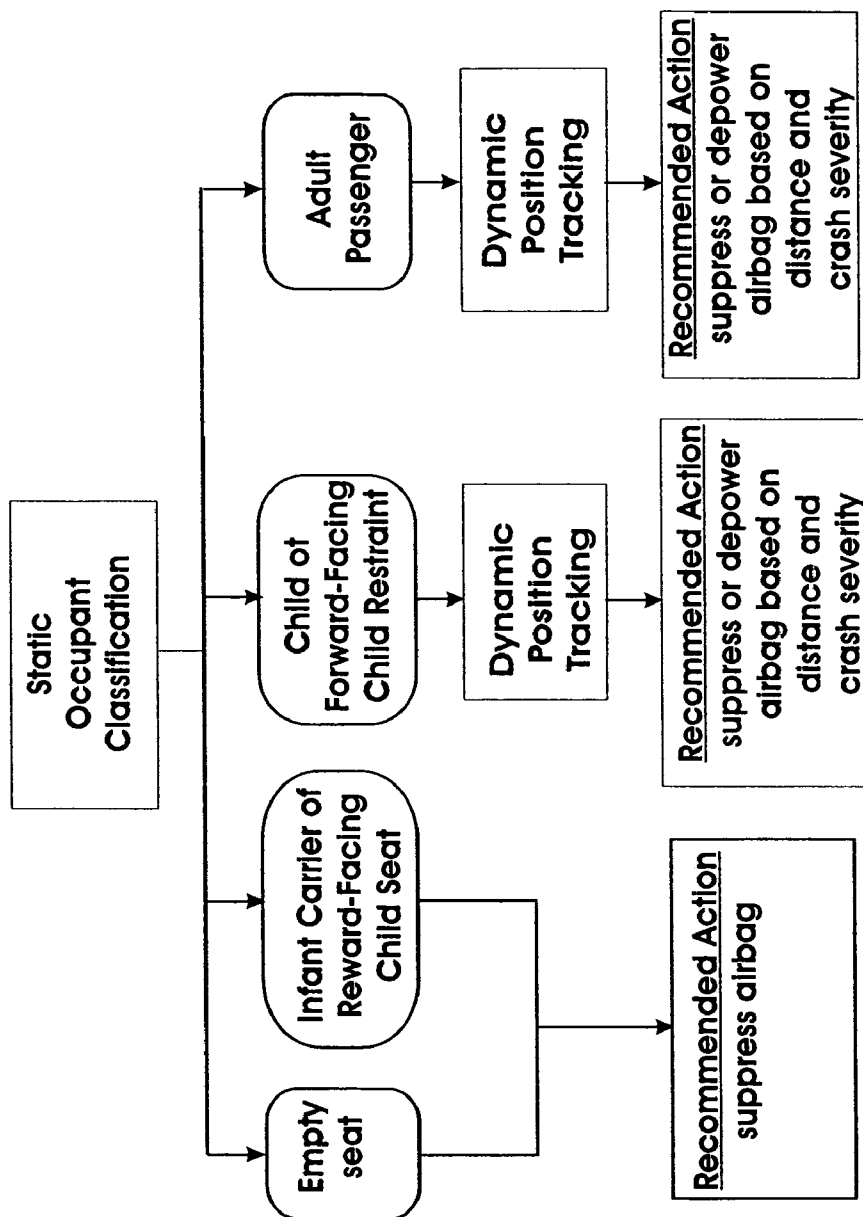 Static
Occupant
Classification
Empty
seat
Infant Carrier of
Reward-Facing
Child Seat
Child ot
Forward-Facing
Child Restraint
Adult
Passenger
Dynamic
Position
Tracking
Dynamic
Position
Tracking
Recommended Action
suppress airbag
Recommended Action
suppress or depower
airbag based on
distance and
crash severity
Recommended Action
suppress or depower
airbag based on
distance and
crash severity